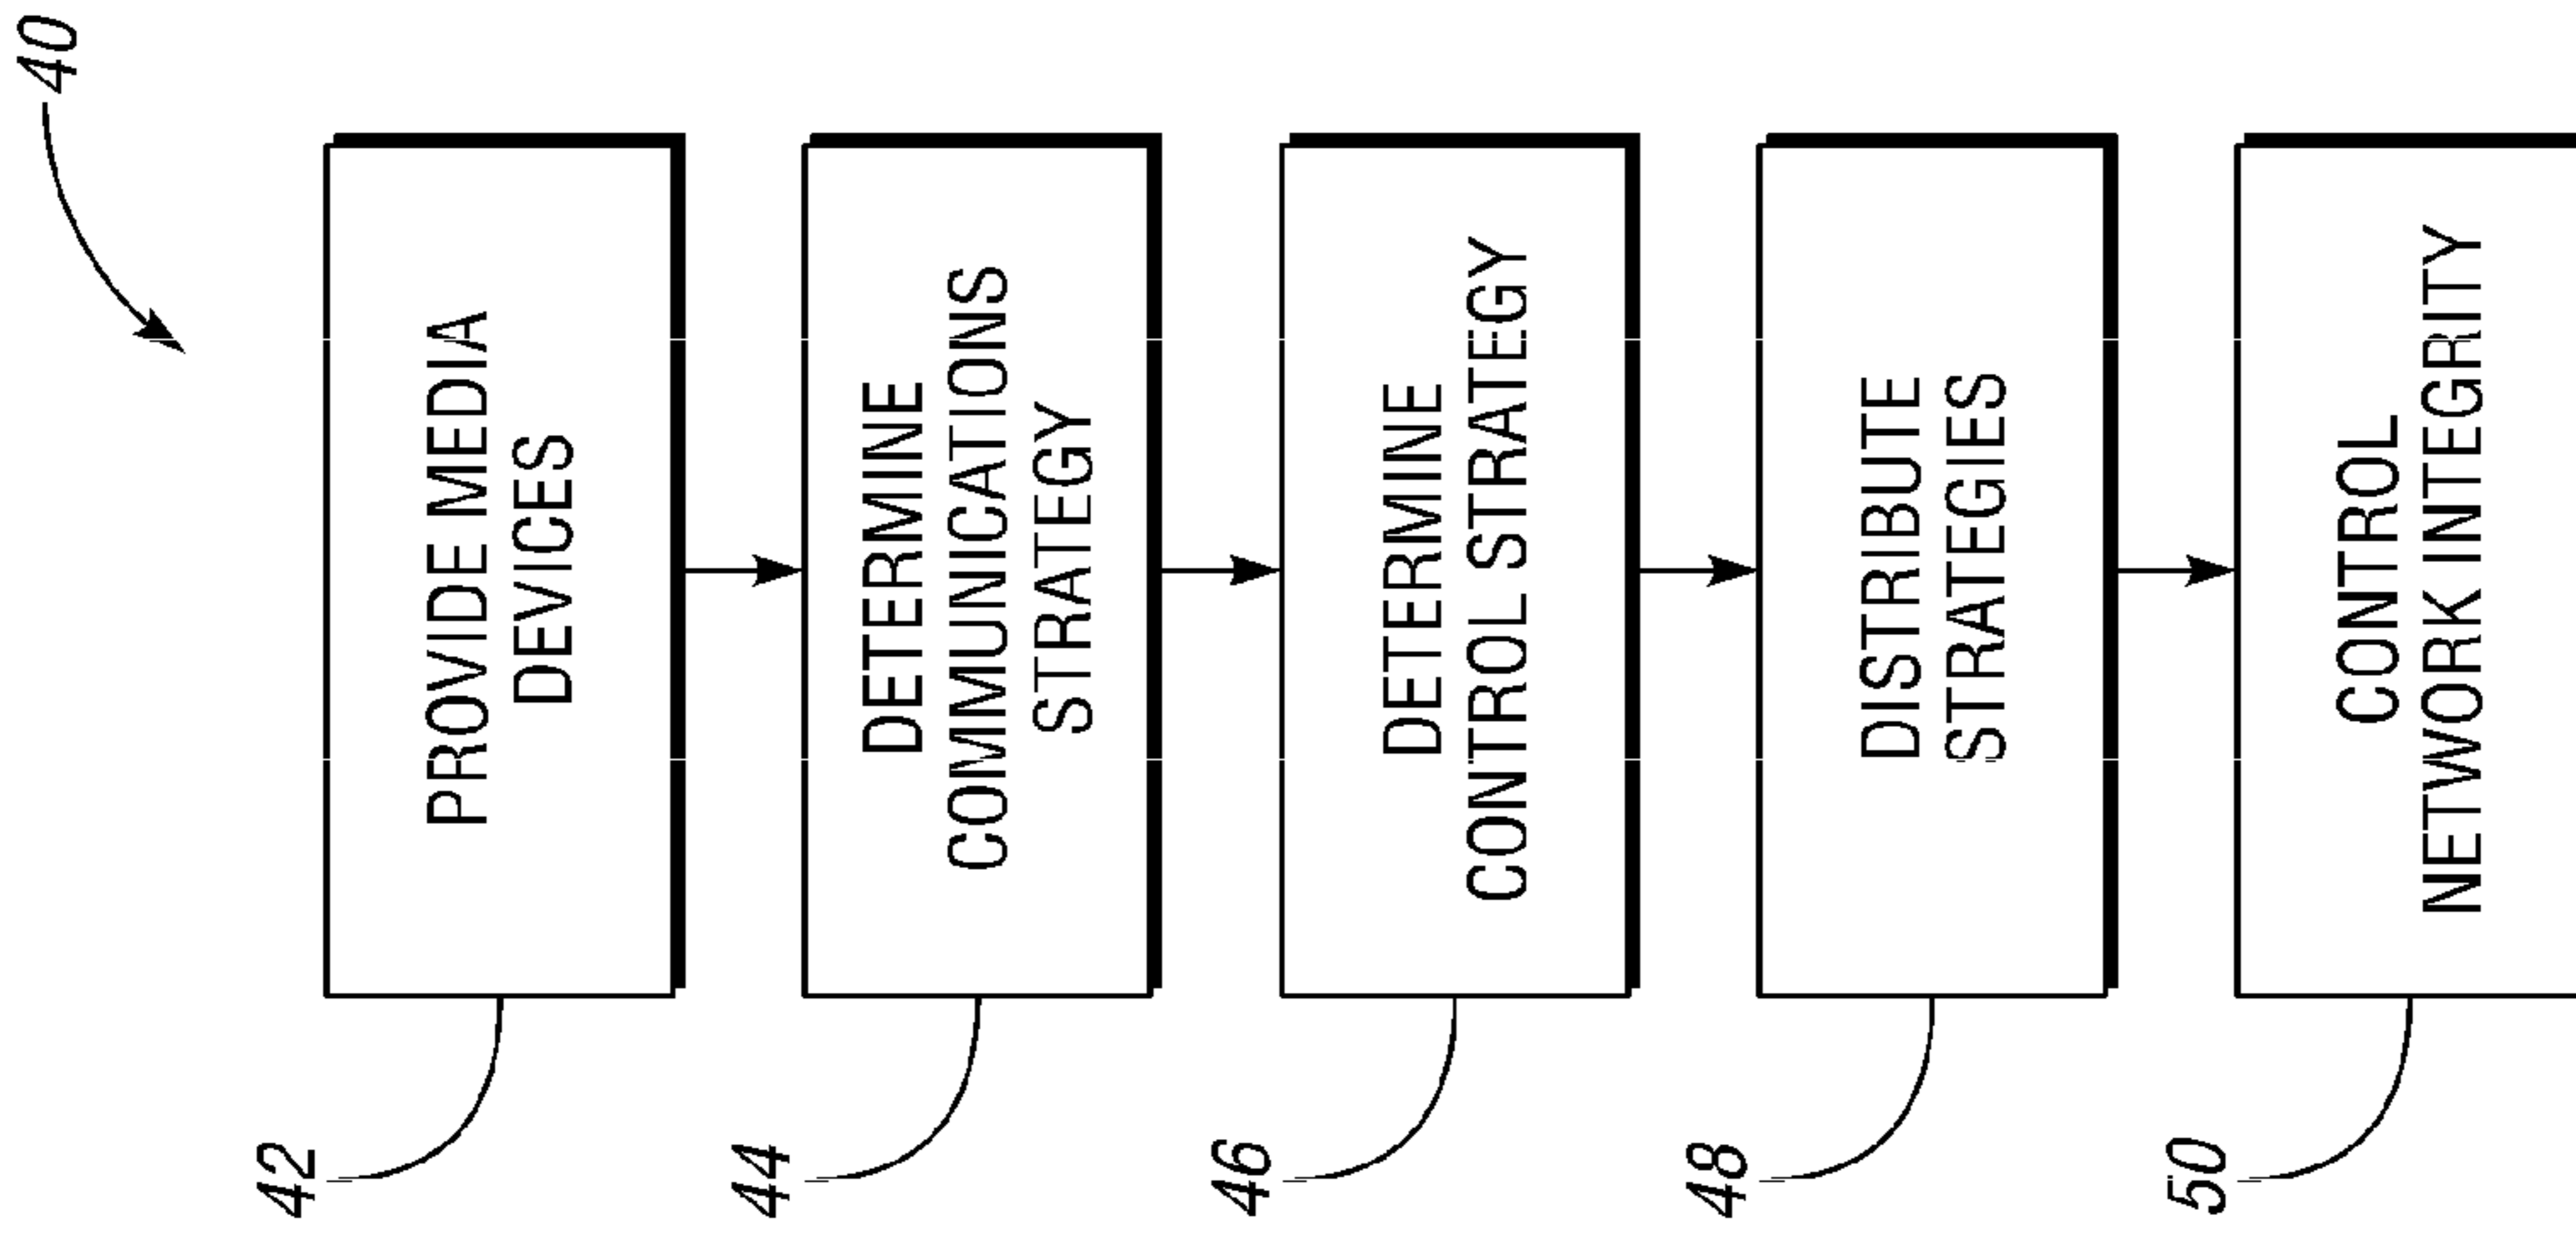 40
PROVIDE MEDIA
DEVICES
42
DETERMINE
COMMUNICATIONS
STRATEGY
44
DETERMINE
CONTROL STRATEGY
46
DISTRIBUTE
STRATEGIES
48
CONTROL
NETWORK INTEGRITY
50